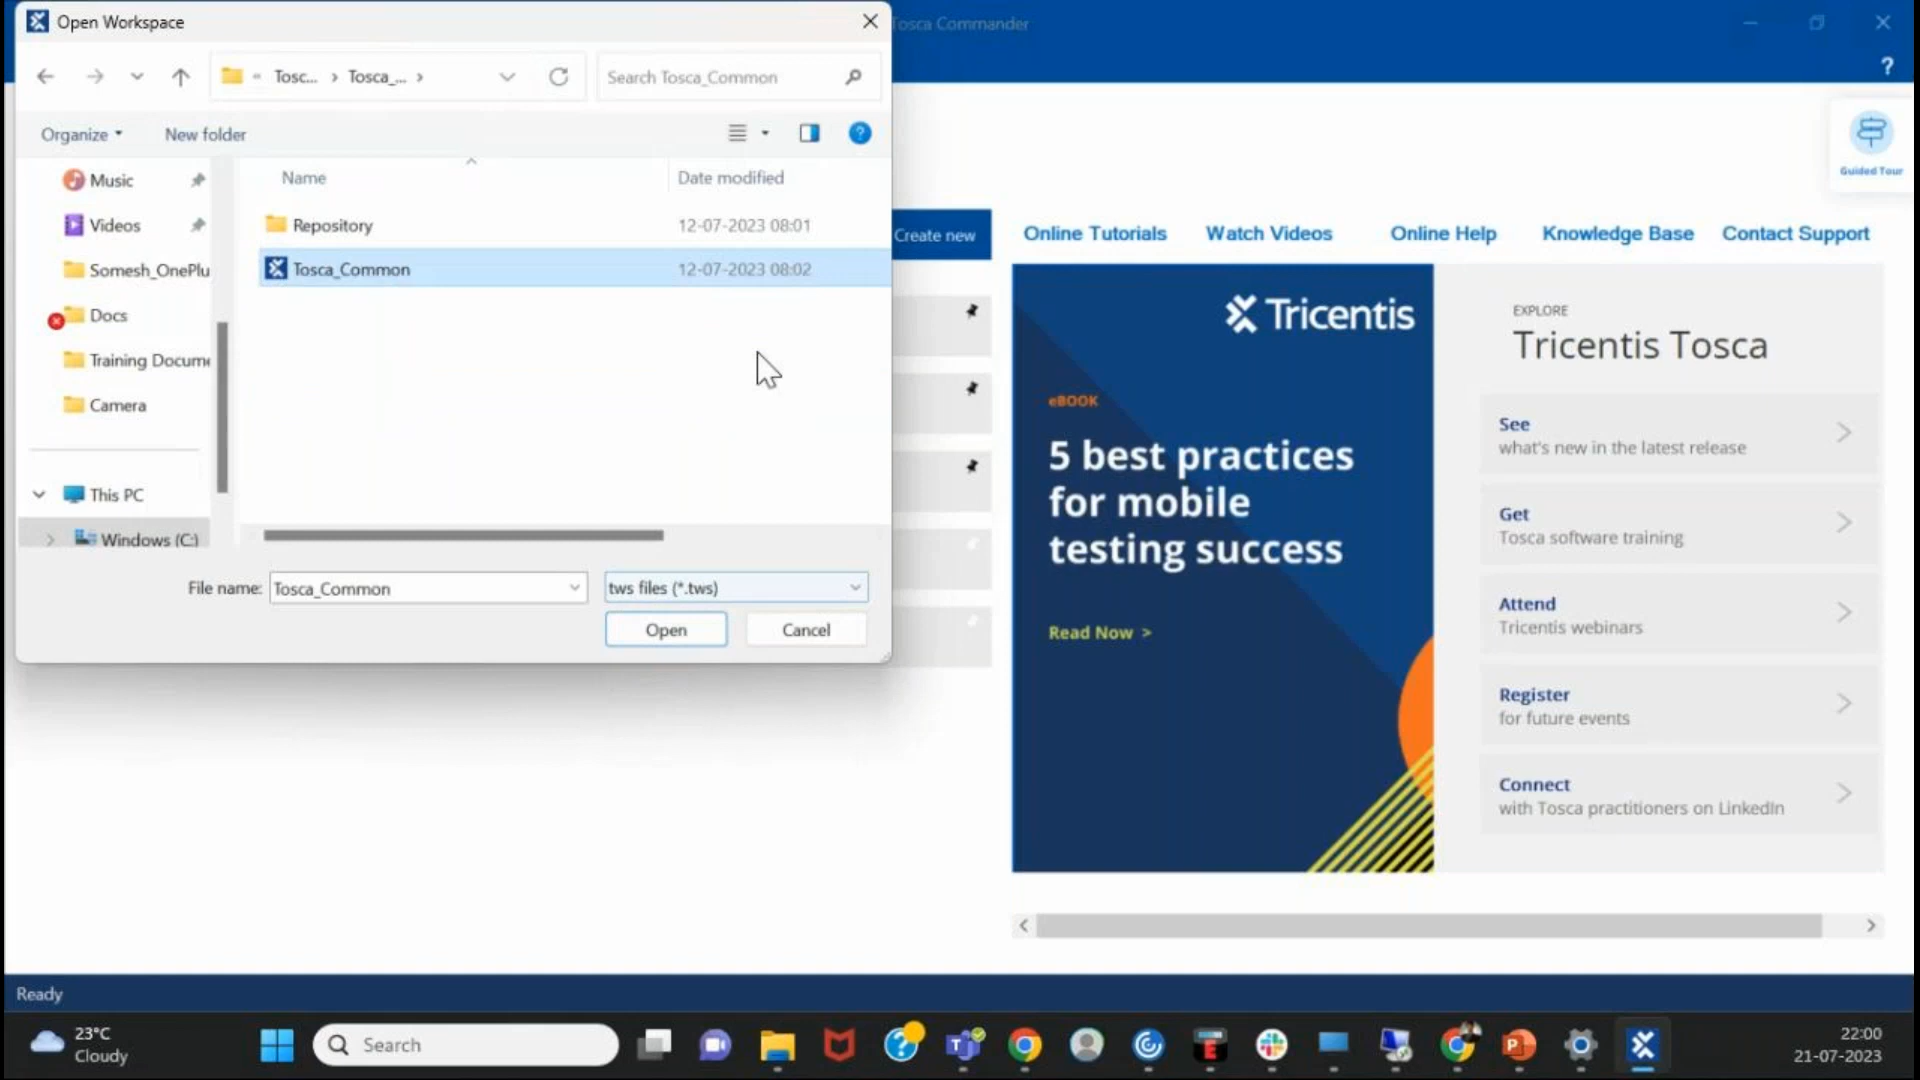 Open Workspace
Tosca Commander
?
« Tosc... › Tosca_... ›
Search Tosca_Common
Organize
New folder
?
Guided Tour
Name
Date modified
Music
Videos
Somesh_OnePlu
Docs
Training Docume
Camera
This PC
Windows (C:)
Repository
12-07-2023 08:01
Tosca_Common
12-07-2023 08:02
File name:
Tosca_Common
tws files (*.tws)
Open
Cancel
Create new
Online Tutorials
Watch Videos
Online Help
Knowledge Base
Contact Support
Tricentis
eBOOK
5 best practices
for mobile
testing success
Read Now >
EXPLORE
Tricentis Tosca
See
what's new in the latest release
Get
Tosca software training
Attend
Tricentis webinars
Register
for future events
Connect
with Tosca practitioners on LinkedIn
Ready
23°C
Cloudy
Search
22:00
21-07-2023